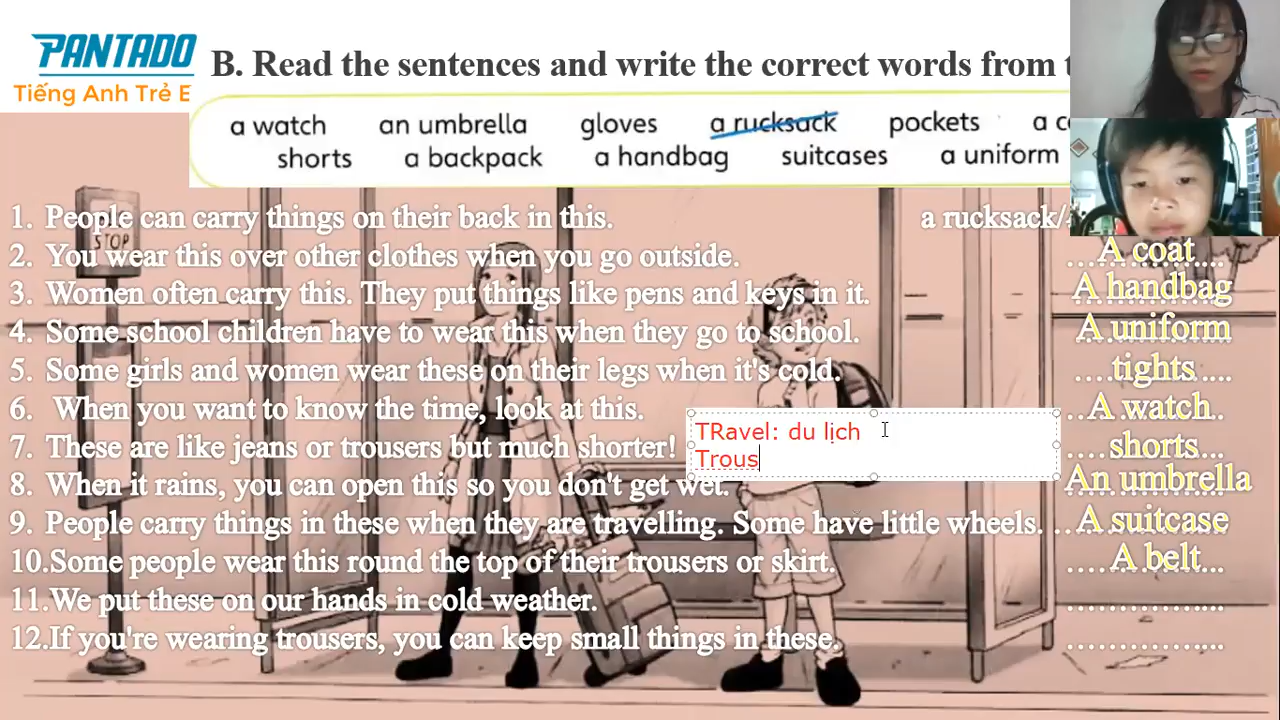 PANTADO
Tiếng Anh Trẻ E
B. Read the sentences and write the correct words from
a watch an umbrella gloves a rucksack pockets a
shorts a backpack a handbag suitcases a uniform
STOP
1. People can carry things on their back in this. a rucksack/
2. You wear this over other clothes when you go outside. ....A coat....
3. Women often carry this. They put things like pens and keys in it. A handbag
4. Some school children have to wear this when they go to school. A uniform
5. Some girls and women wear these on their legs when it's cold. ....tights....
6. When you want to know the time, look at this. ..A watch..
7. These are like jeans or trousers but much shorter! ....shorts....
TRavel: du lịch
Trous
8. When it rains, you can open this so you don't get wet. An umbrella
9. People carry things in these when they are travelling. Some have little wheels. ....A suitcase
10.Some people wear this round the top of their trousers or skirt. ....A belt...
11.We put these on our hands in cold weather. ................
12.If you're wearing trousers, you can keep small things in these. ................